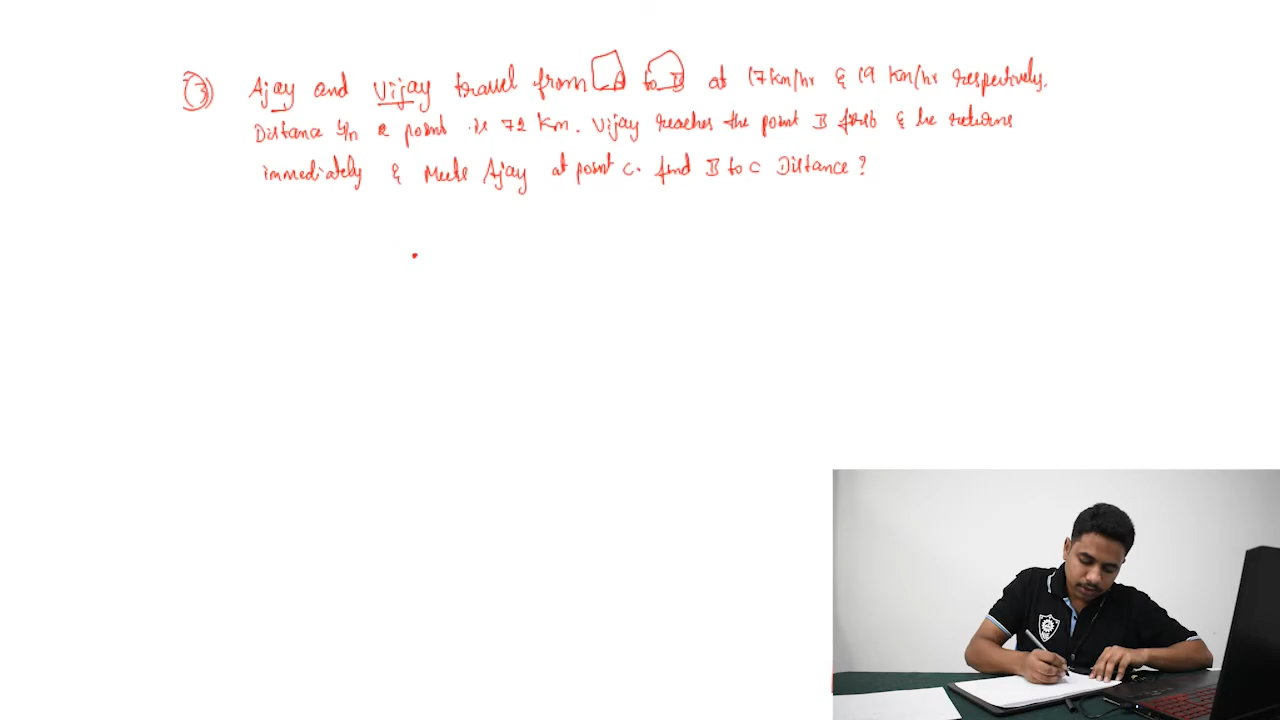 ③ Ajay and Vijay travel from A to B at 17 km/hr & 19 km/hr respectively.
Distance b/n 2 point is 72 km. Vijay reaches the point B first & he returns
immediately & Meets Ajay at point C. find B to C Distance ?